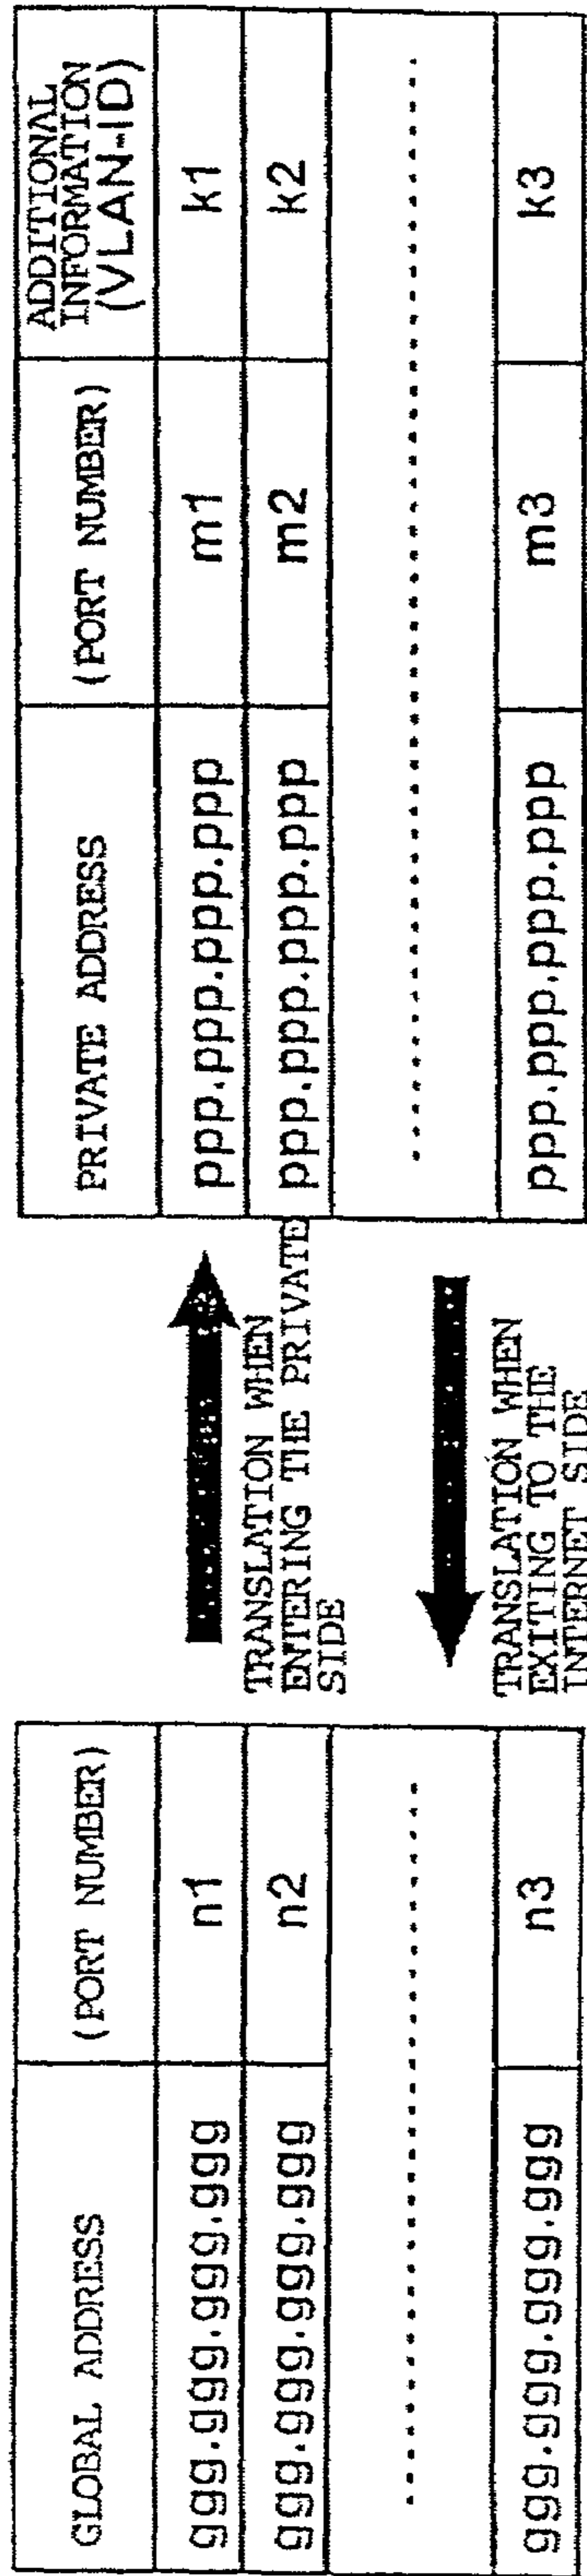 GLOBAL ADDRESS (PORT NUMBER)
ggg.ggg.ggg.ggg n1
ggg.ggg.ggg.ggg n2
ggg.ggg.ggg.ggg n3
TRANSLATION WHEN
ENTERING THE PRIVATE
SIDE
TRANSLATION WHEN
EXITING TO THE
INTERNET SIDE
PRIVATE ADDRESS (PORT NUMBER) ADDITIONAL
INFORMATION
(VLAN-ID)
ppp.ppp.ppp.ppp m1 k1
ppp.ppp.ppp.ppp m2 k2
ppp.ppp.ppp.ppp m3 k3